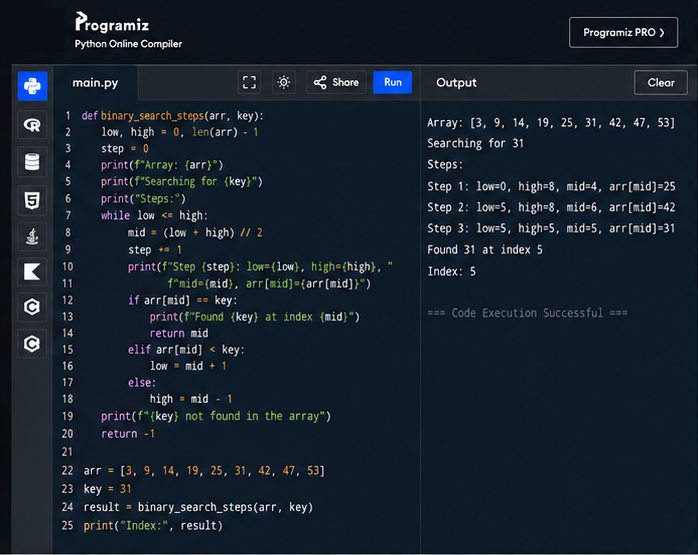 Programiz
Python Online Compiler
Programiz PRO >
main.py
Share
Run
Output
Clear
1 def binary_search_steps(arr, key):
2     low, high = 0, len(arr) - 1
3     step = 0
4     print(f"Array: {arr}")
5     print(f"Searching for {key}")
6     print("Steps:")
7     while low <= high:
8         mid = (low + high) // 2
9         step += 1
10         print(f"Step {step}: low={low}, high={high}, "
11               f"mid={mid}, arr[mid]={arr[mid]}")
12         if arr[mid] == key:
13             print(f"Found {key} at index {mid}")
14             return mid
15         elif arr[mid] < key:
16             low = mid + 1
17         else:
18             high = mid - 1
19     print(f"{key} not found in the array")
20     return -1
21
22 arr = [3, 9, 14, 19, 25, 31, 42, 47, 53]
23 key = 31
24 result = binary_search_steps(arr, key)
25 print("Index:", result)
Array: [3, 9, 14, 19, 25, 31, 42, 47, 53]
Searching for 31
Steps:
Step 1: low=0, high=8, mid=4, arr[mid]=25
Step 2: low=5, high=8, mid=6, arr[mid]=42
Step 3: low=5, high=5, mid=5, arr[mid]=31
Found 31 at index 5
Index: 5
=== Code Execution Successful ===